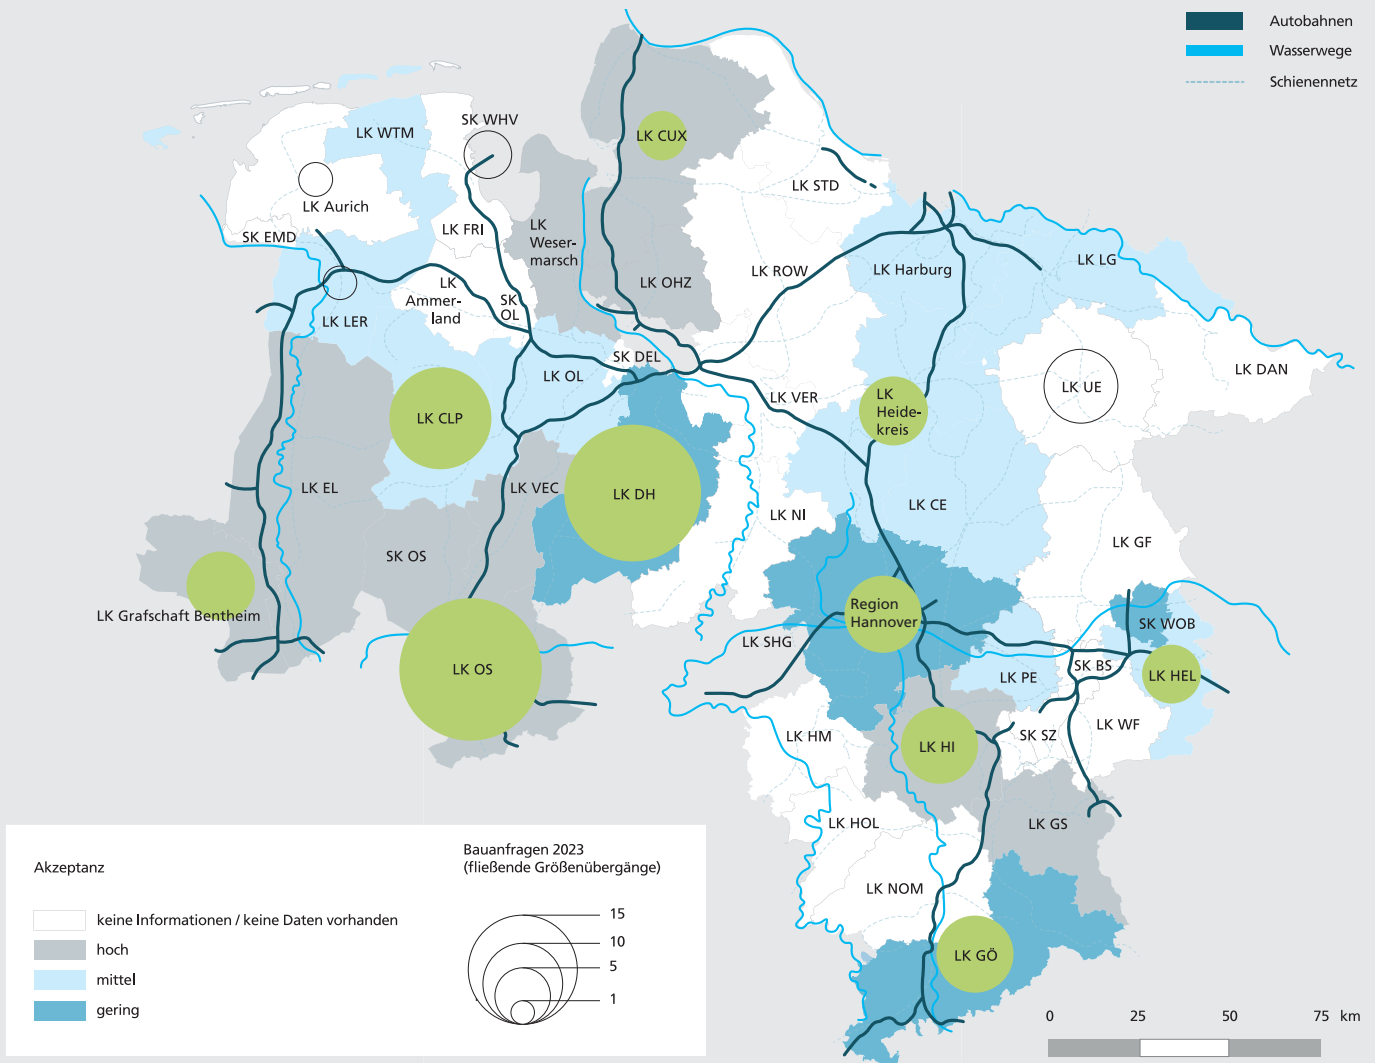 Autobahnen
Wasserwege
Schienennetz
SK WHV
LK WTM
LK CUX
LK STD
LK Aurich
LK FRI
SK EMD
LK
Weser-
marsch
LK OHZ
LK ROW
LK Harburg
LK LG
LK
Ammer-
land
SK
OL
LK LER
SK DEL
LK OL
LK VER
LK
Heide-
kreis
LK UE
LK DAN
LK CLP
LK EL
LK VEC
LK DH
LK NI
LK CE
SK OS
LK GF
LK Grafschaft Bentheim
Region
Hannover
SK WOB
LK SHG
LK OS
SK BS
LK PE
LK HEL
LK HM
LK HI
SK SZ
LK WF
LK HOL
LK GS
LK NOM
LK GÖ
Akzeptanz
keine Informationen / keine Daten vorhanden
hoch
mittel
gering
Bauanfragen 2023
(fließende Größenübergänge)
15
10
5
1
0 25 50 75 km